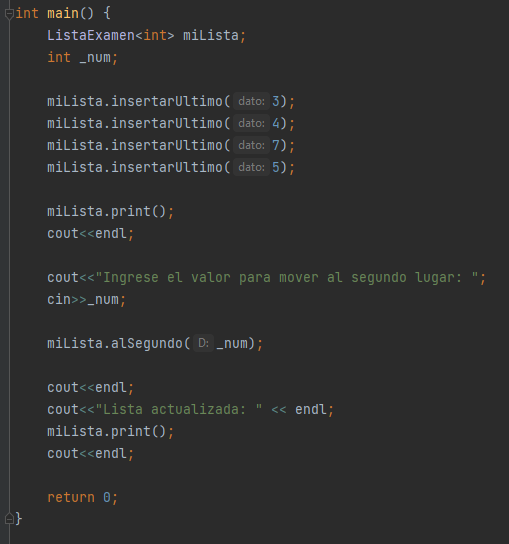 int main() {
    ListaExamen<int> miLista;
    int _num;

    miLista.insertarUltimo( dato: 3);
    miLista.insertarUltimo( dato: 4);
    miLista.insertarUltimo( dato: 7);
    miLista.insertarUltimo( dato: 5);

    miLista.print();
    cout<<endl;

    cout<<"Ingrese el valor para mover al segundo lugar: ";
    cin>>_num;

    miLista.alSegundo( D: _num);

    cout<<endl;
    cout<<"Lista actualizada: " << endl;
    miLista.print();
    cout<<endl;

    return 0;
}